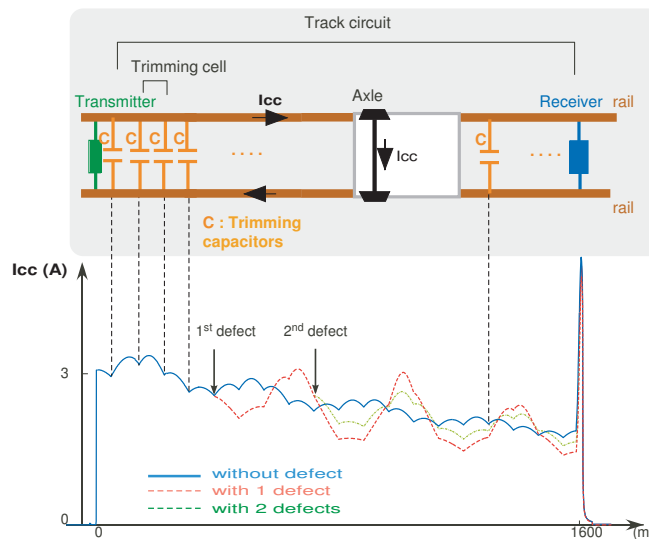 Track circuit
Trimming cell
Transmitter
Icc
Axle
Receiver
rail
C
C
C
C
C
Icc
rail
C : Trimming
capacitors
Icc (A)
1st defect
2nd defect
3
without defect
with 1 defect
with 2 defects
0
0
1600
(m